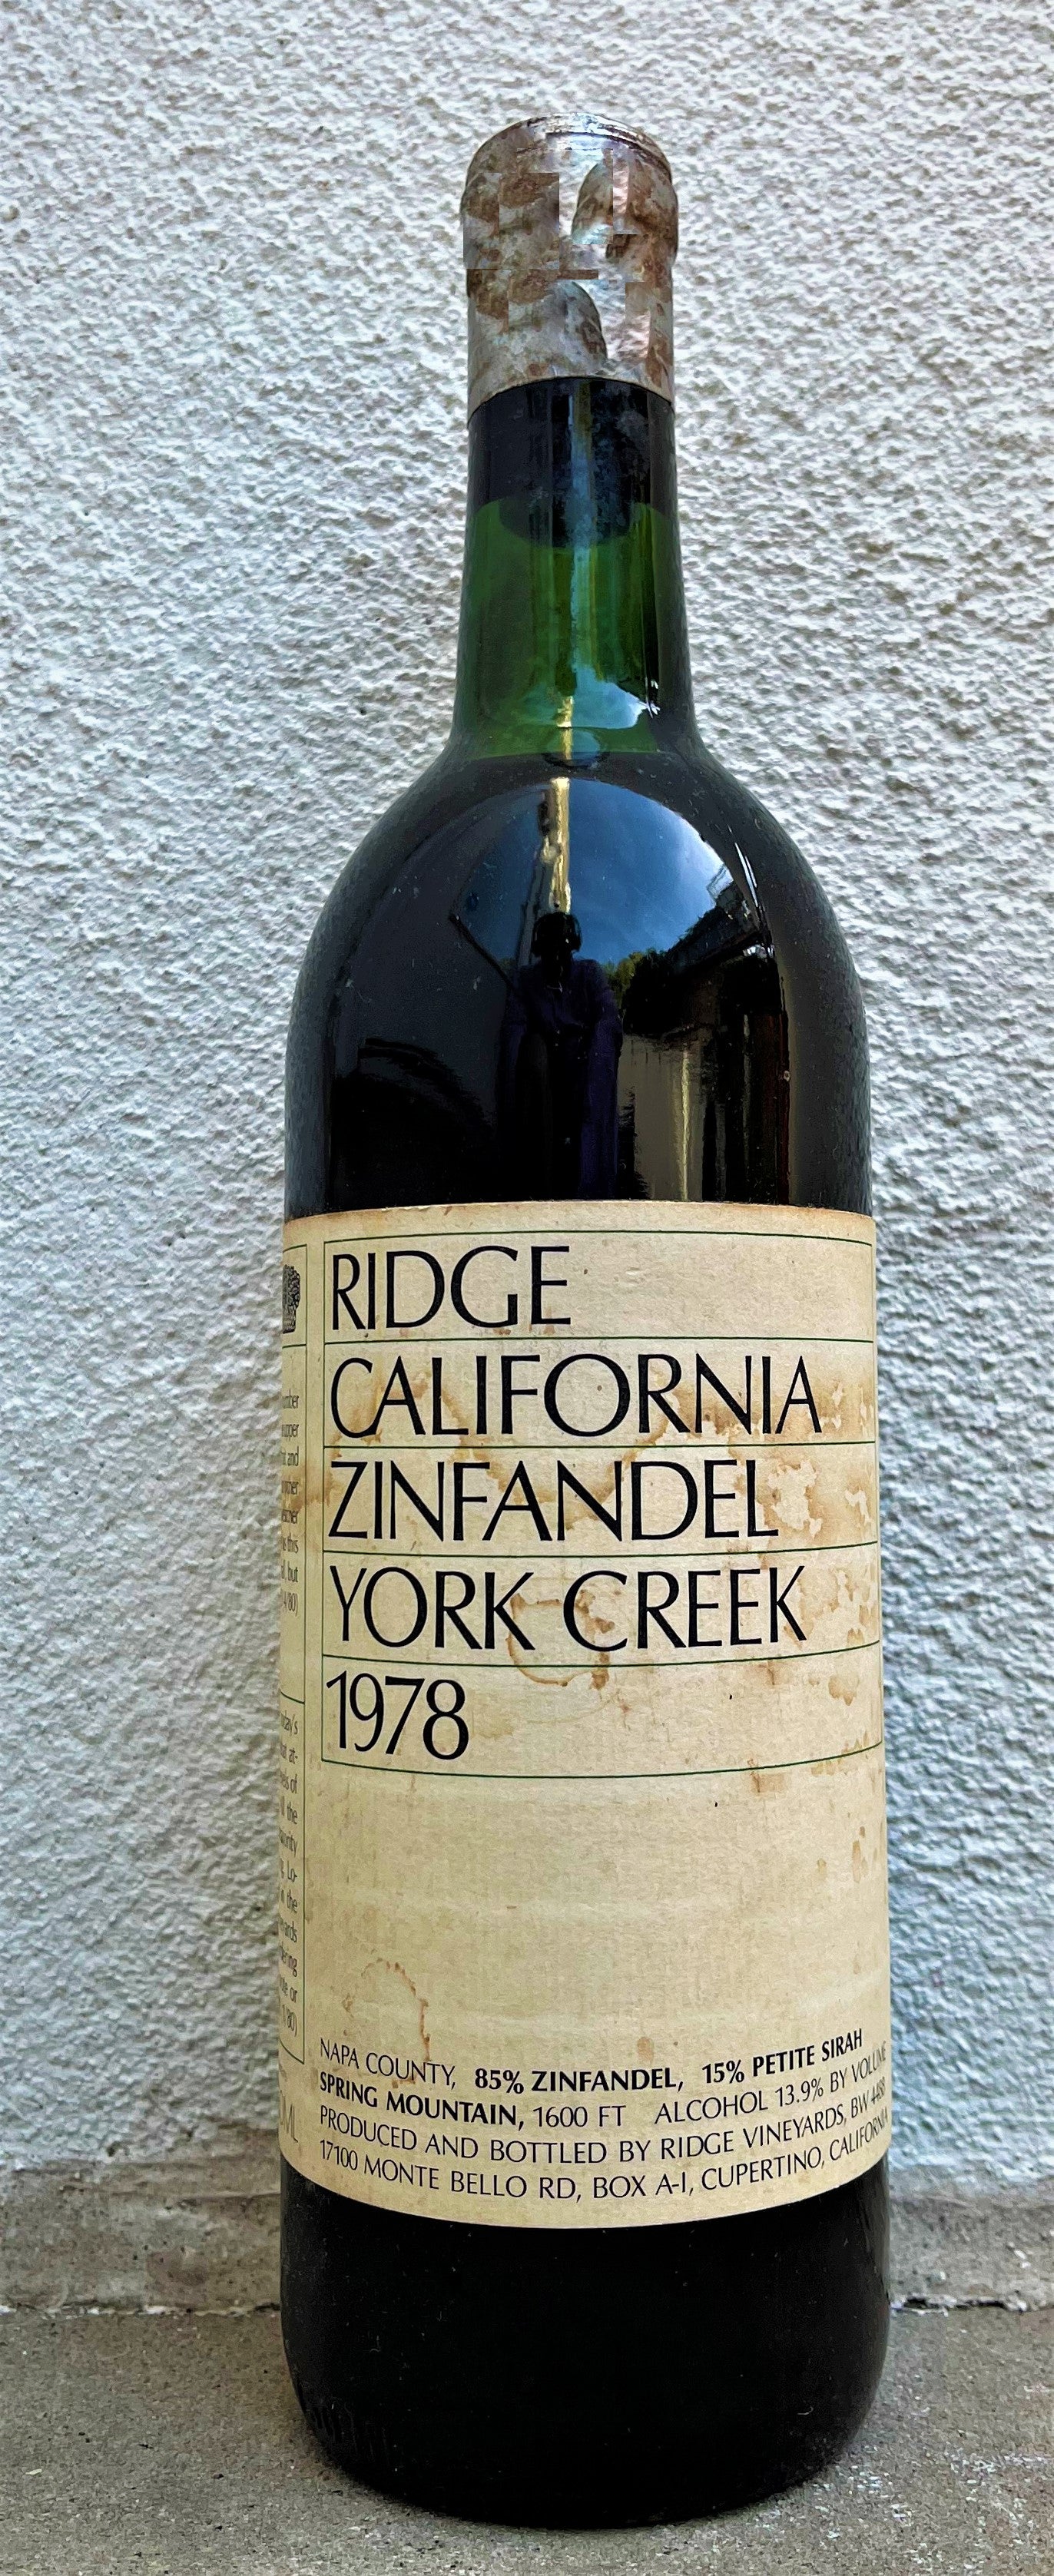 RIDGE
CALIFORNIA
ZINFANDEL
YORK CREEK
1978
NAPA COUNTY, 85% ZINFANDEL, 15% PETITE SIRAH
SPRING MOUNTAIN, 1600 FT ALCOHOL 13.9% BY VOLUME
PRODUCED AND BOTTLED BY RIDGE VINEYARDS, BW 4488
17100 MONTE BELLO RD, BOX A-I, CUPERTINO, CALIFORNIA